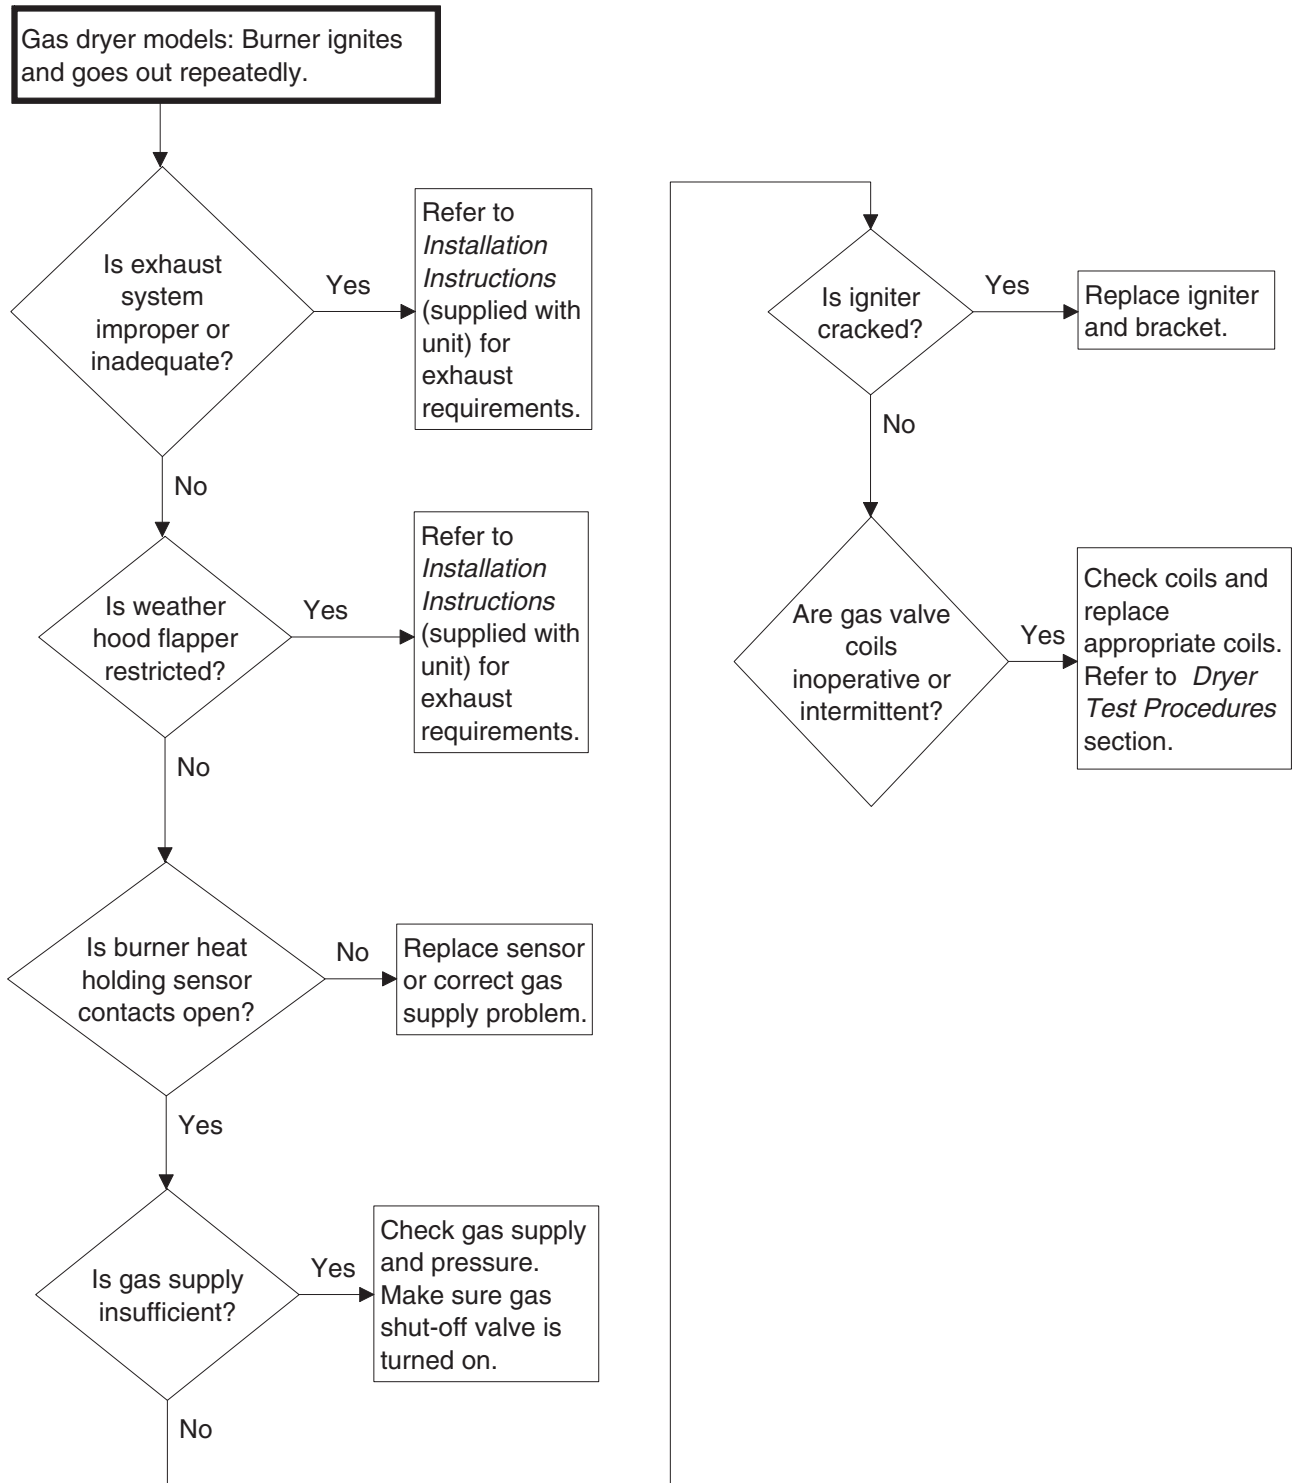 Gas dryer models: Burner ignites
and goes out repeatedly.
Is exhaust
system
improper or
inadequate?
Yes
Refer to
Installation
Instructions
(supplied with
unit) for
exhaust
requirements.
No
Is weather
hood flapper
restricted?
Yes
Refer to
Installation
Instructions
(supplied with
unit) for
exhaust
requirements.
No
Is burner heat
holding sensor
contacts open?
No
Replace sensor
or correct gas
supply problem.
Yes
Is gas supply
insufficient?
Yes
Check gas supply
and pressure.
Make sure gas
shut-off valve is
turned on.
No
Is igniter
cracked?
Yes
Replace igniter
and bracket.
No
Are gas valve
coils
inoperative or
intermittent?
Yes
Check coils and
replace
appropriate coils.
Refer to Dryer
Test Procedures
section.